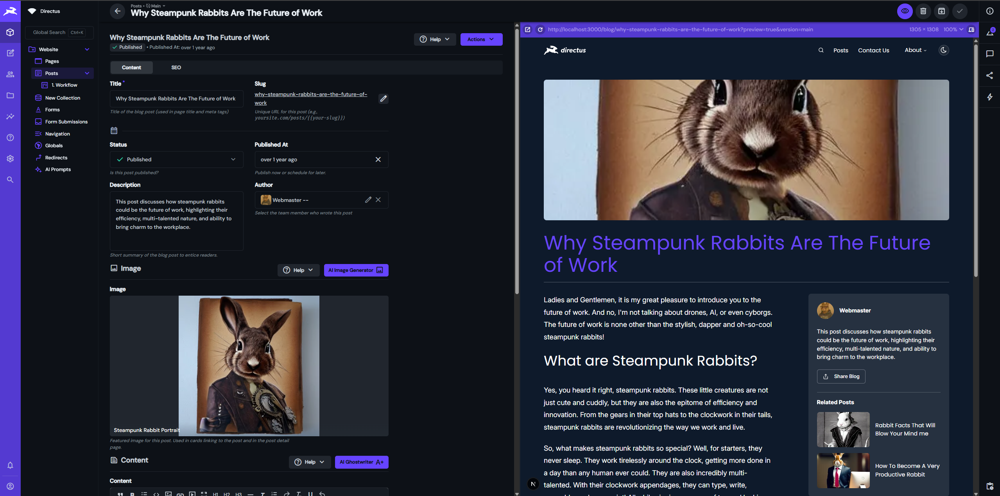 Directus
Global Search Ctrl+K
Website
Pages
Posts
1. Workflow
New Collection
Forms
Form Submissions
Navigation
Globals
Redirects
AI Prompts
Posts • Main
Why Steampunk Rabbits Are The Future of Work
Why Steampunk Rabbits Are The Future of Work
Published • Published At: over 1 year ago
Help
Actions
Content
SEO
Title *
Why Steampunk Rabbits Are The Future of Work
Title of the blog post (used in page title and meta tags)
Slug
why-steampunk-rabbits-are-the-future-of-
work
Unique URL for this post (e.g.,
yoursite.com/posts/{{your-slug}})
Status
Published
Is this post published?
Published At
over 1 year ago
Publish now or schedule for later.
Description
This post discusses how steampunk rabbits
could be the future of work, highlighting their
efficiency, multi-talented nature, and ability to
bring charm to the workplace.
Short summary of the blog post to entice readers.
Author
Webmaster --
Select the team member who wrote this post
Image
Help
AI Image Generator
Image
Steampunk Rabbit Portrait
Featured image for this post. Used in cards linking to the post and in the post detail
page.
Content
Help
AI Ghostwriter A+
Content
H1 H2 H3
http://localhost:3000/blog/why-steampunk-rabbits-are-the-future-of-work?preview=true&version=main
1305 × 1308 100%
2
directus
Posts
Contact Us
About
Why Steampunk Rabbits Are The Future
of Work
Ladies and Gentlemen, it is my great pleasure to introduce you to the
future of work. And no, I'm not talking about drones, AI, or even cyborgs.
The future of work is none other than the stylish, dapper and oh-so-cool
steampunk rabbits!
What are Steampunk Rabbits?
Yes, you heard it right, steampunk rabbits. These little creatures are not
just cute and cuddly, but they are also the epitome of efficiency and
innovation. From the gears in their top hats to the clockwork in their tails,
steampunk rabbits are revolutionizing the way we work and live.
So, what makes steampunk rabbits so special? Well, for starters, they
never sleep. They work tirelessly around the clock, getting more done in
a day than any human ever could. They are also incredibly multi-
talented. With their clockwork appendages, they can type, write,
N
Webmaster
This post discusses how steampunk rabbits
could be the future of work, highlighting their
efficiency, multi-talented nature, and ability to
bring charm to the workplace.
Share Blog
Related Posts
Rabbit Facts That Will
Blow Your Mind me
How To Become A Very
Productive Rabbit